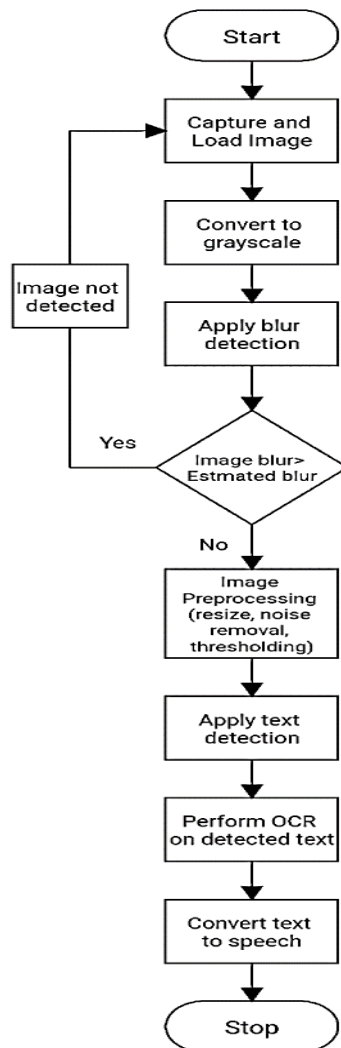 Start
Capture and
Load Image
Convert to
grayscale
Image not
detected
Apply blur
detection
Yes
Image blur>
Estmated blur
No
Image
Preprocessing
(resize, noise
removal,
thresholding)
Apply text
detection
Perform OCR
on detected text
Convert text
to speech
Stop